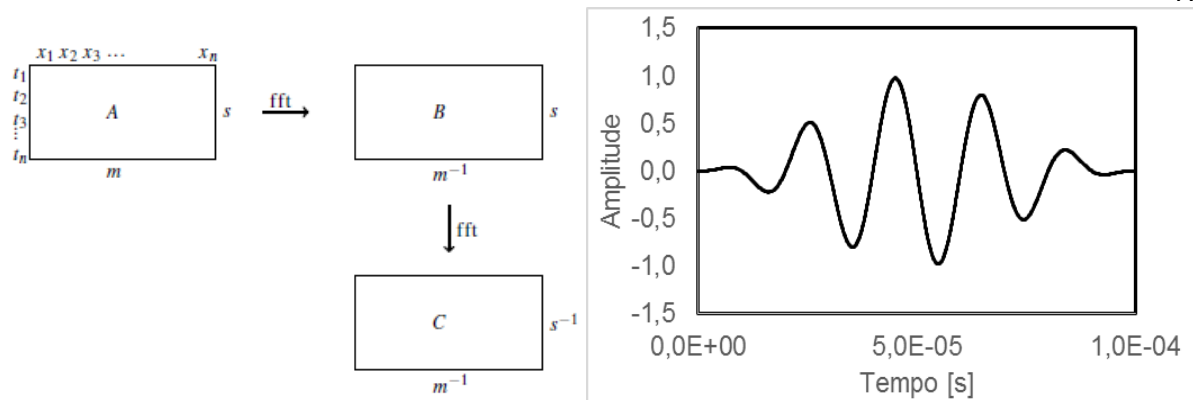 x₁ x₂ x₃ ⋯ xₙ
t₁
t₂
t₃
⋮
tₙ
A
s
m
fft
B
s
m⁻¹
fft
C
s⁻¹
m⁻¹
1,5
1,0
0,5
0,0
-0,5
-1,0
-1,5
Amplitude
0,0E+00 5,0E-05 1,0E-04
Tempo [s]